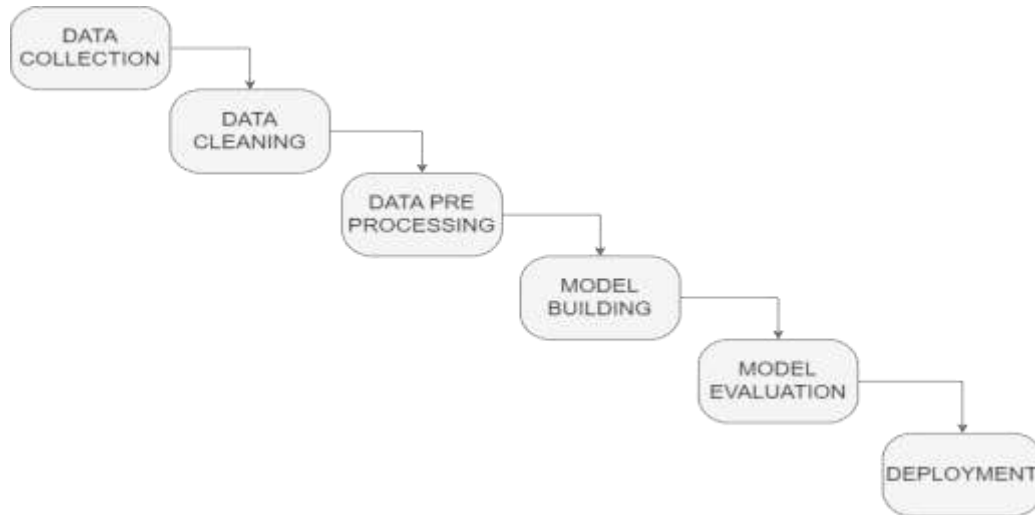 DATA
COLLECTION
DATA
CLEANING
DATA PRE
PROCESSING
MODEL
BUILDING
MODEL
EVALUATION
DEPLOYMENT